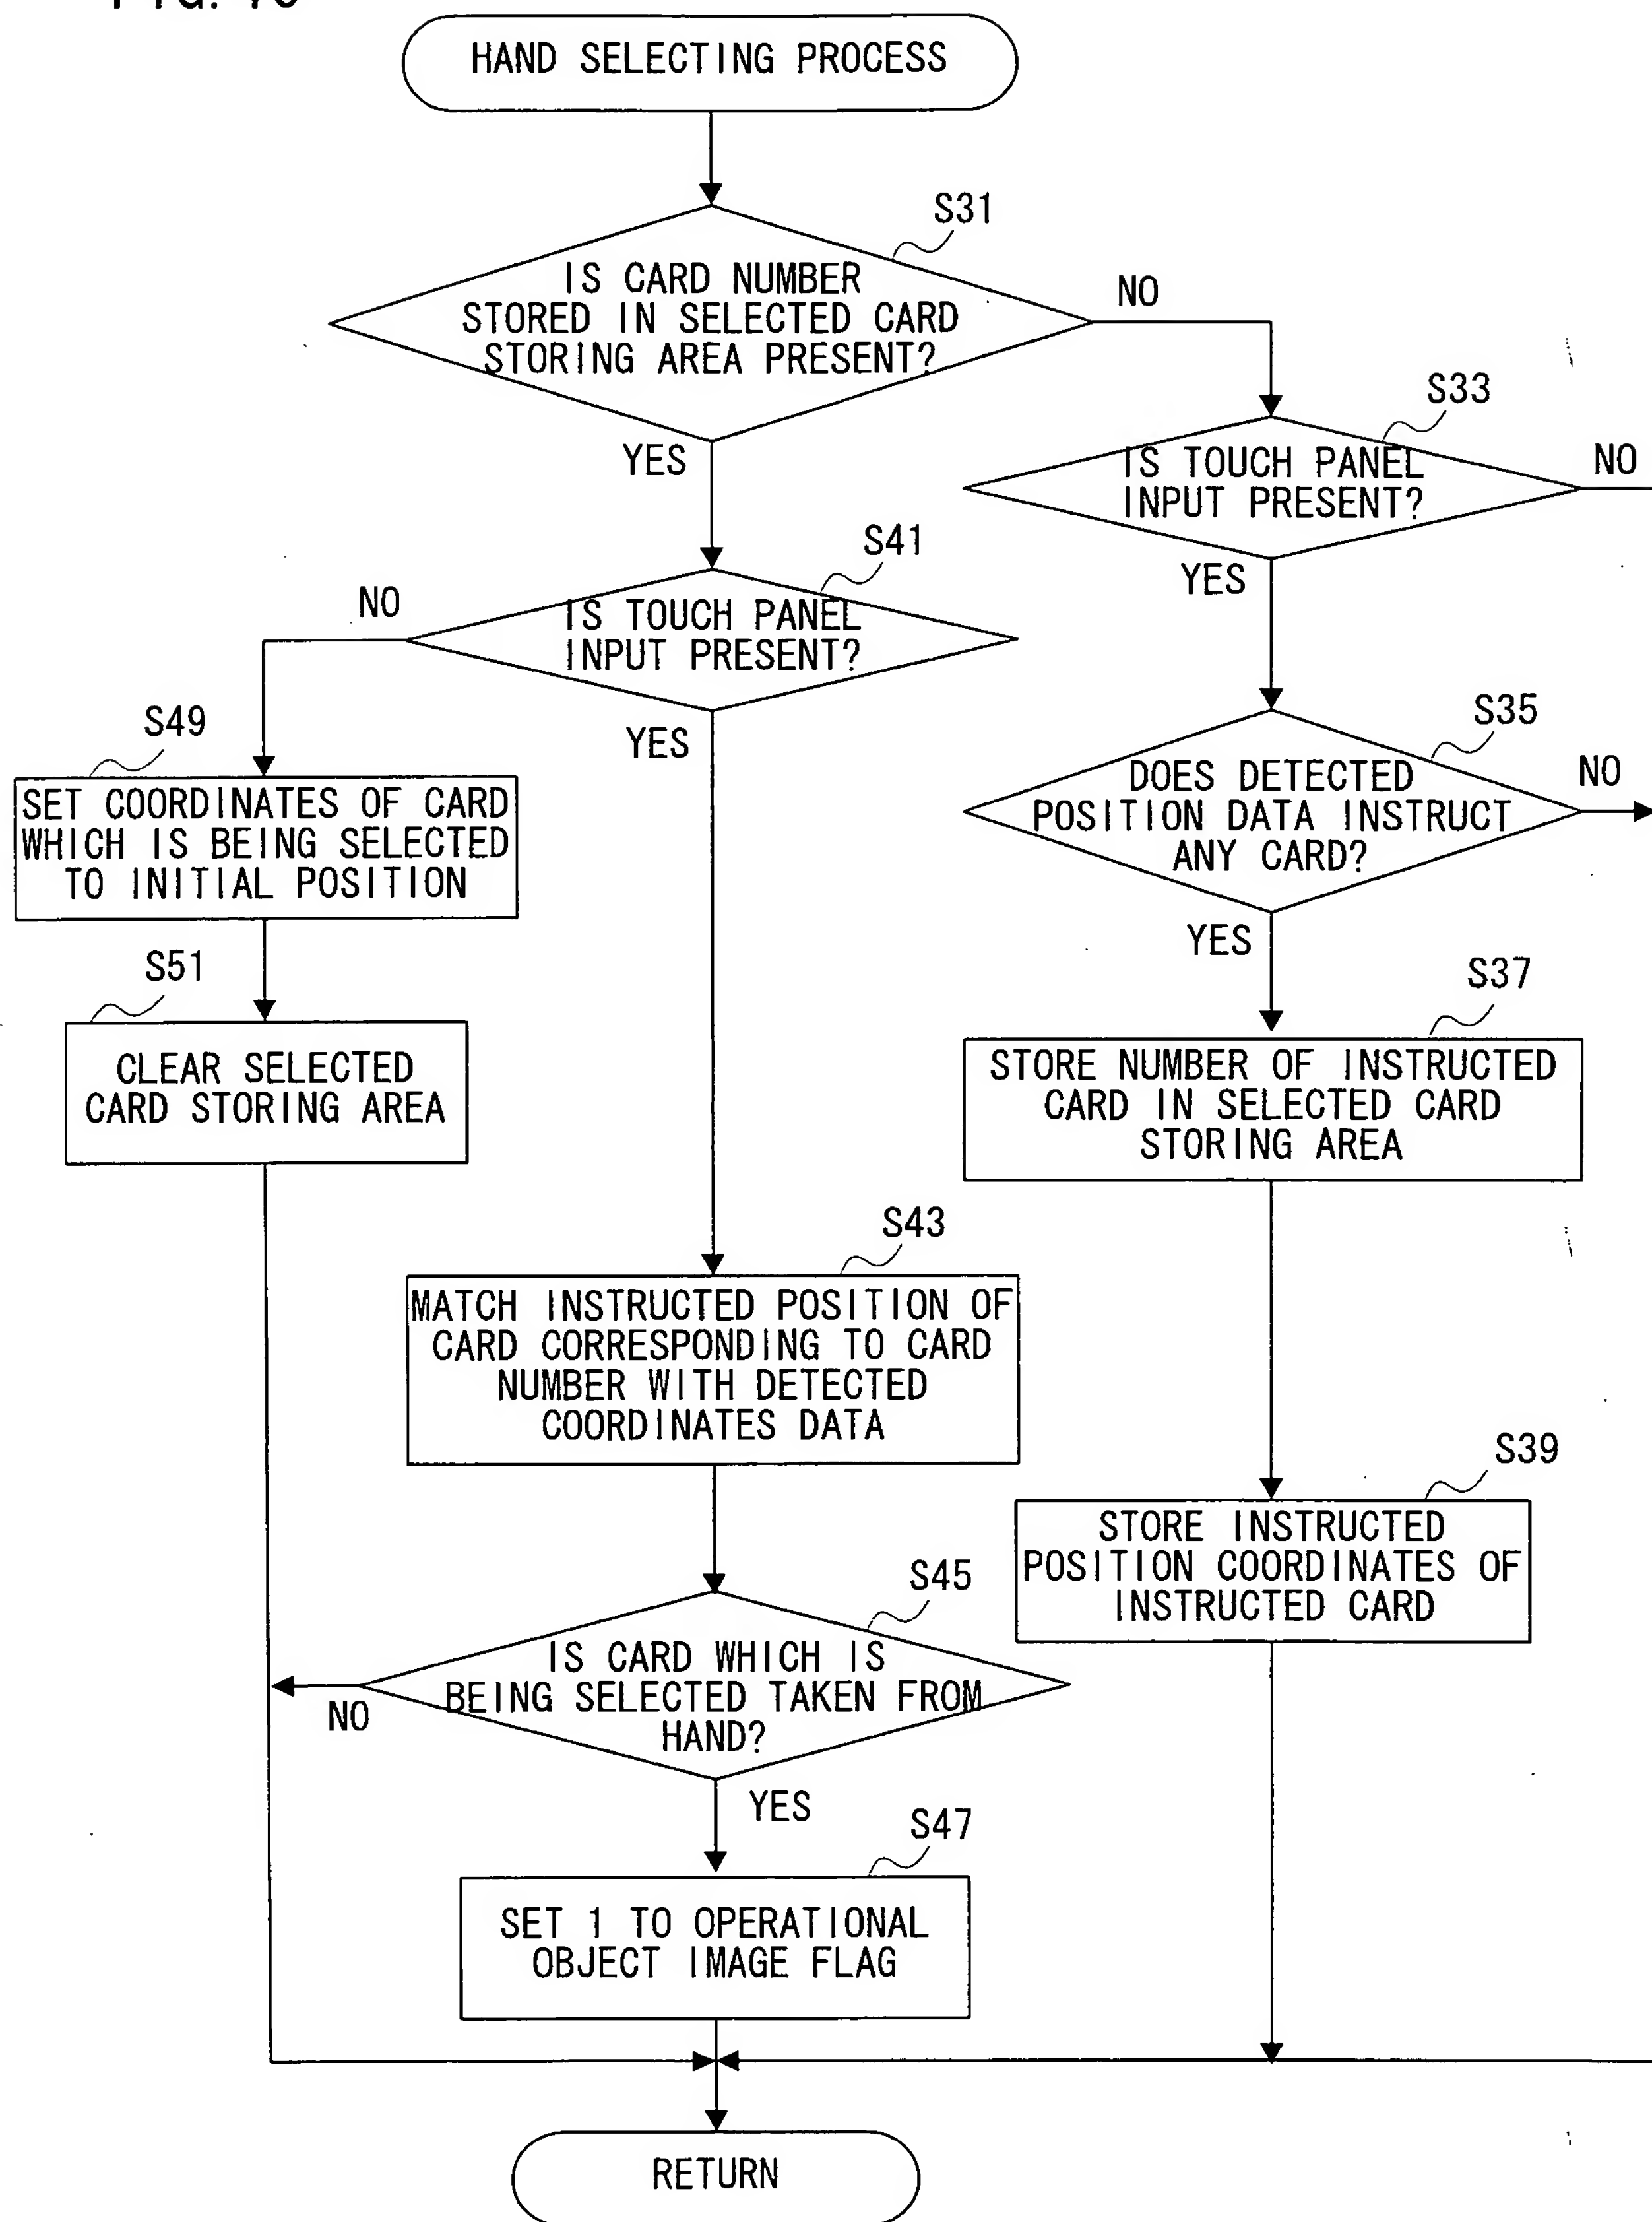 HAND SELECTING PROCESS
S31
IS CARD NUMBER
STORED IN SELECTED CARD
STORING AREA PRESENT?
NO
YES
S33
IS TOUCH PANEL
INPUT PRESENT?
NO
YES
S41
IS TOUCH PANEL
INPUT PRESENT?
NO
YES
S35
DOES DETECTED
POSITION DATA INSTRUCT
ANY CARD?
NO
YES
S49
SET COORDINATES OF CARD
WHICH IS BEING SELECTED
TO INITIAL POSITION
S51
CLEAR SELECTED
CARD STORING AREA
S37
STORE NUMBER OF INSTRUCTED
CARD IN SELECTED CARD
STORING AREA
S43
MATCH INSTRUCTED POSITION OF
CARD CORRESPONDING TO CARD
NUMBER WITH DETECTED
COORDINATES DATA
S39
STORE INSTRUCTED
POSITION COORDINATES OF
INSTRUCTED CARD
S45
IS CARD WHICH IS
BEING SELECTED TAKEN FROM
HAND?
NO
YES
S47
SET 1 TO OPERATIONAL
OBJECT IMAGE FLAG
RETURN